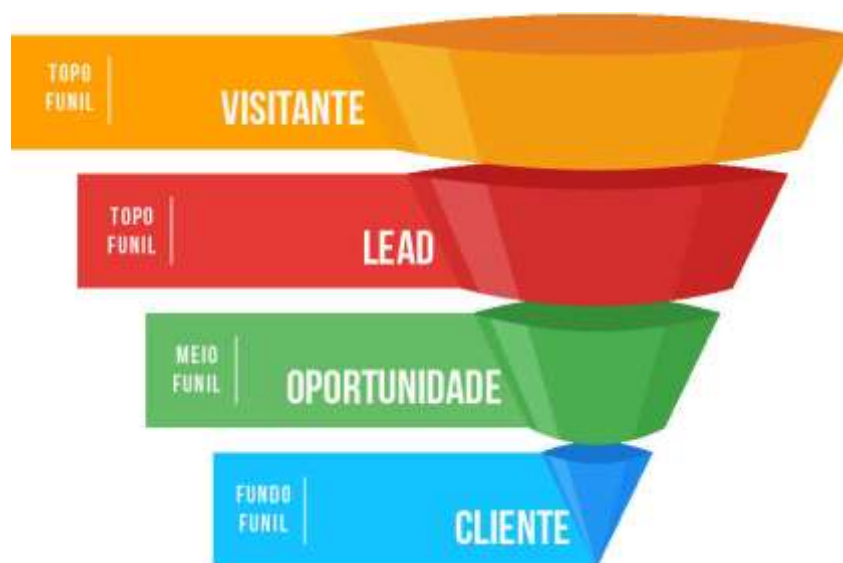 TOPO
FUNIL
VISITANTE
TOPO
FUNIL
LEAD
MEIO
FUNIL
OPORTUNIDADE
FUNDO
FUNIL
CLIENTE